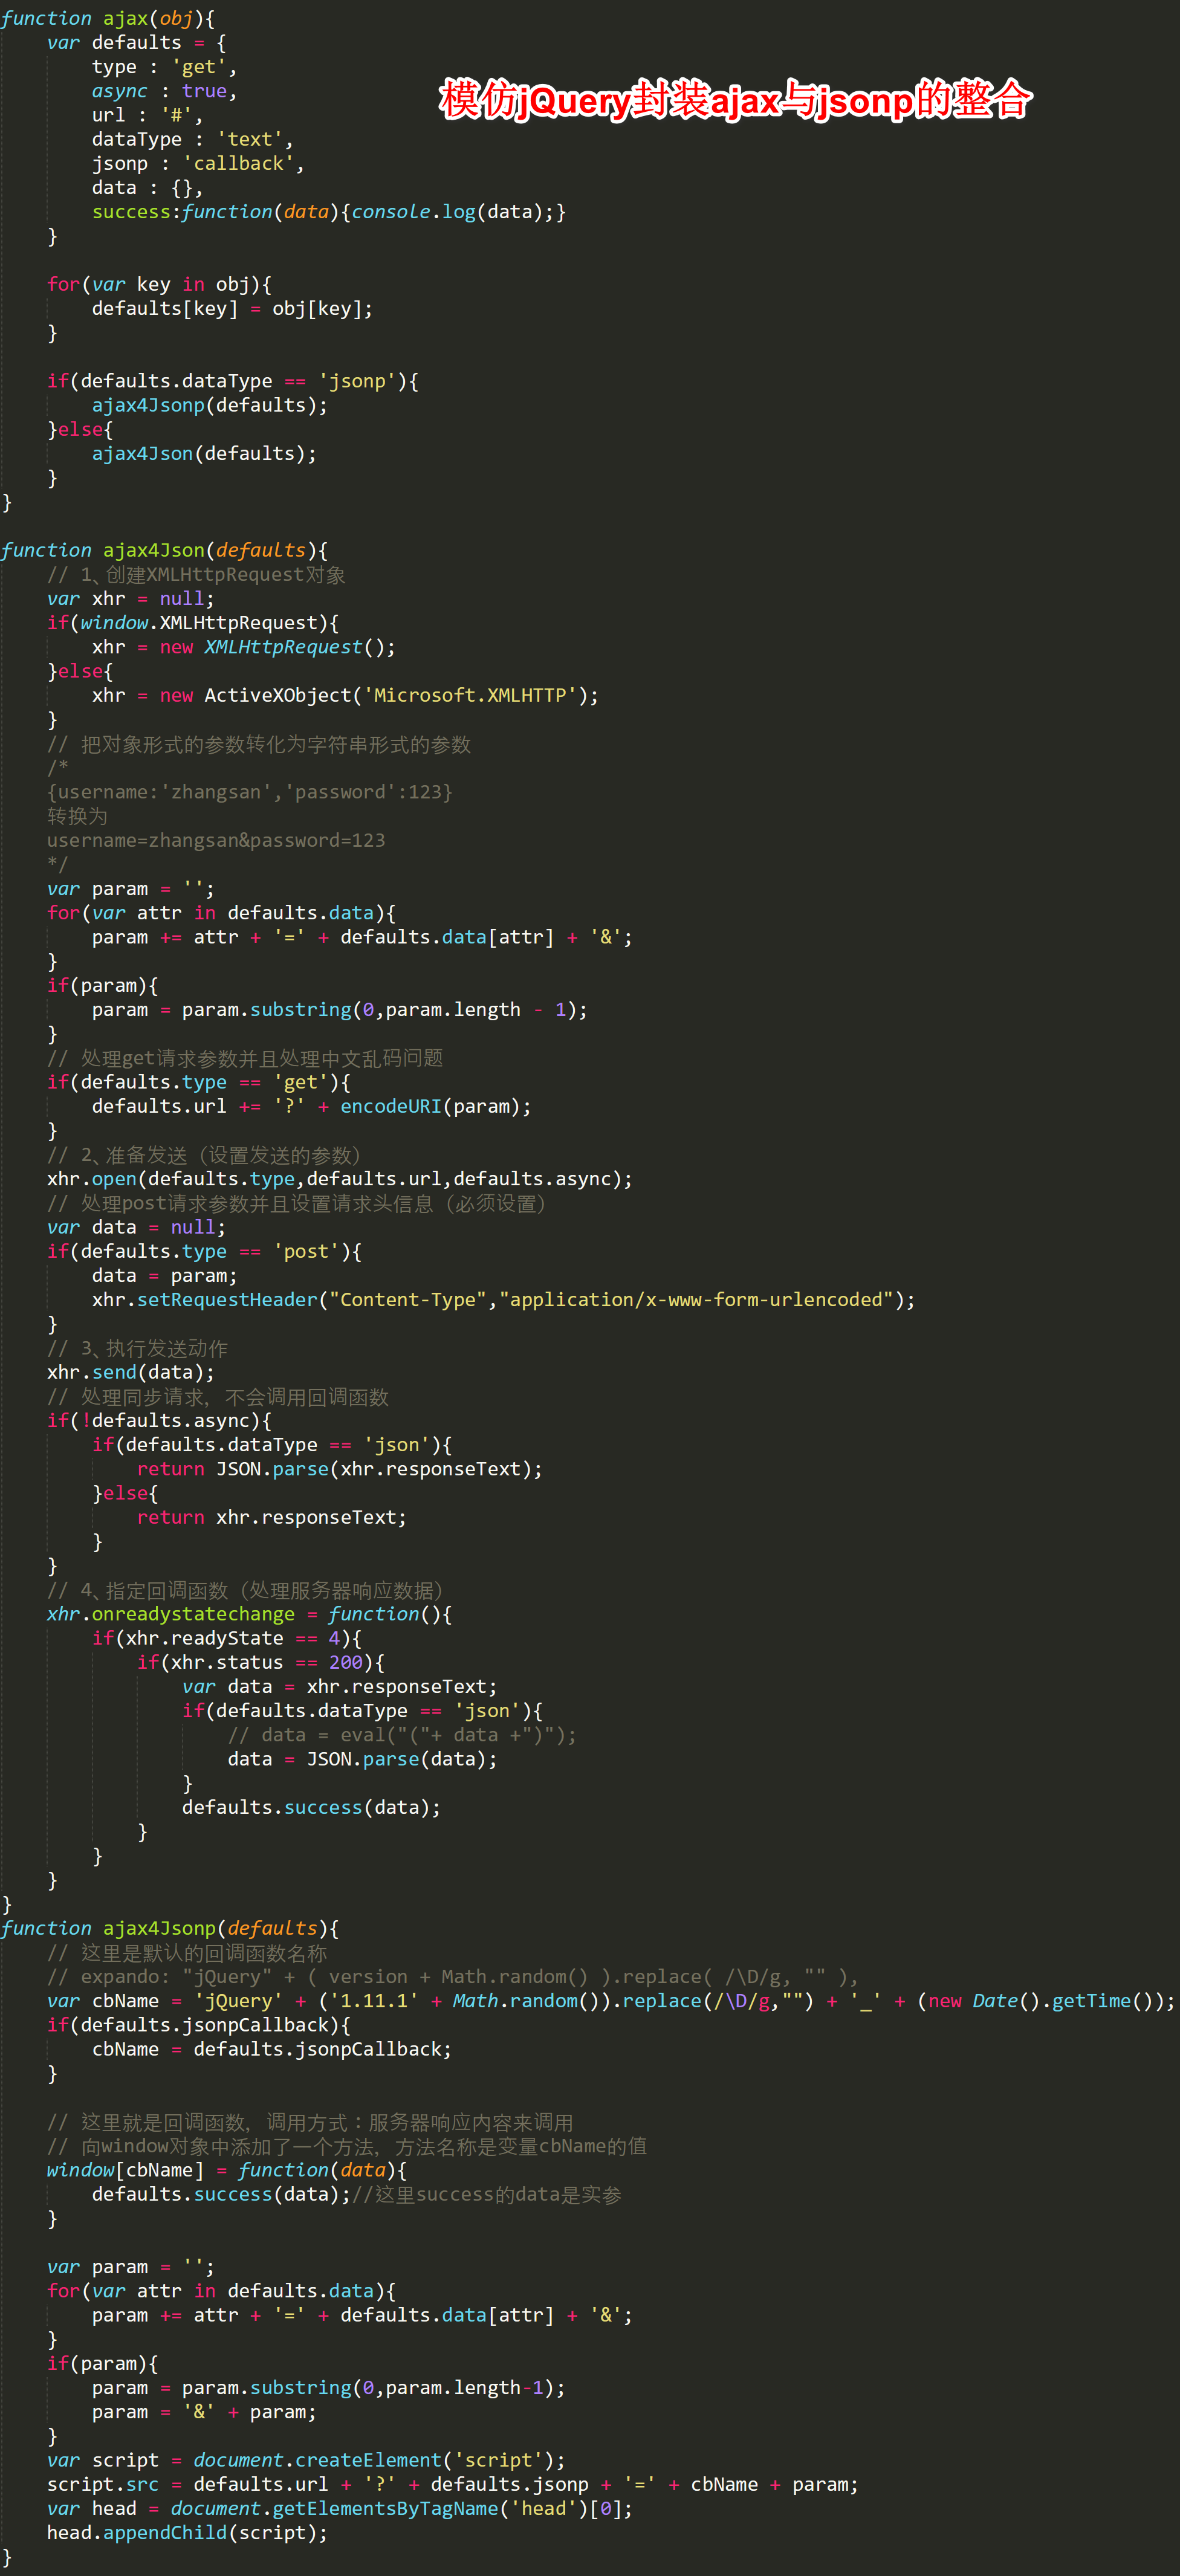 function ajax(obj){
    var defaults = {
        type : 'get',
        async : true,
        url : '#',
        dataType : 'text',
        jsonp : 'callback',
        data : {},
        success:function(data){console.log(data);}
    }
模仿jQuery封装ajax与jsonp的整合

    for(var key in obj){
        defaults[key] = obj[key];
    }

    if(defaults.dataType == 'jsonp'){
        ajax4Jsonp(defaults);
    }else{
        ajax4Json(defaults);
    }
}

function ajax4Json(defaults){
    // 1、创建XMLHttpRequest对象
    var xhr = null;
    if(window.XMLHttpRequest){
        xhr = new XMLHttpRequest();
    }else{
        xhr = new ActiveXObject('Microsoft.XMLHTTP');
    }
    // 把对象形式的参数转化为字符串形式的参数
    /*
    {username:'zhangsan','password':123}
    转换为
    username=zhangsan&password=123
    */
    var param = '';
    for(var attr in defaults.data){
        param += attr + '=' + defaults.data[attr] + '&';
    }
    if(param){
        param = param.substring(0,param.length - 1);
    }
    // 处理get请求参数并且处理中文乱码问题
    if(defaults.type == 'get'){
        defaults.url += '?' + encodeURI(param);
    }
    // 2、准备发送（设置发送的参数）
    xhr.open(defaults.type,defaults.url,defaults.async);
    // 处理post请求参数并且设置请求头信息（必须设置）
    var data = null;
    if(defaults.type == 'post'){
        data = param;
        xhr.setRequestHeader("Content-Type","application/x-www-form-urlencoded");
    }
    // 3、执行发送动作
    xhr.send(data);
    // 处理同步请求，不会调用回调函数
    if(!defaults.async){
        if(defaults.dataType == 'json'){
            return JSON.parse(xhr.responseText);
        }else{
            return xhr.responseText;
        }
    }
    // 4、指定回调函数（处理服务器响应数据）
    xhr.onreadystatechange = function(){
        if(xhr.readyState == 4){
            if(xhr.status == 200){
                var data = xhr.responseText;
                if(defaults.dataType == 'json'){
                    // data = eval("("+ data +")");
                    data = JSON.parse(data);
                }
                defaults.success(data);
            }
        }
    }
}
function ajax4Jsonp(defaults){
    // 这里是默认的回调函数名称
    // expando: "jQuery" + ( version + Math.random() ).replace( /\D/g, "" ),
    var cbName = 'jQuery' + ('1.11.1' + Math.random()).replace(/\D/g,"") + '_' + (new Date().getTime());
    if(defaults.jsonpCallback){
        cbName = defaults.jsonpCallback;
    }

    // 这里就是回调函数，调用方式：服务器响应内容来调用
    // 向window对象中添加了一个方法，方法名称是变量cbName的值
    window[cbName] = function(data){
        defaults.success(data);//这里success的data是实参
    }

    var param = '';
    for(var attr in defaults.data){
        param += attr + '=' + defaults.data[attr] + '&';
    }
    if(param){
        param = param.substring(0,param.length-1);
        param = '&' + param;
    }
    var script = document.createElement('script');
    script.src = defaults.url + '?' + defaults.jsonp + '=' + cbName + param;
    var head = document.getElementsByTagName('head')[0];
    head.appendChild(script);
}